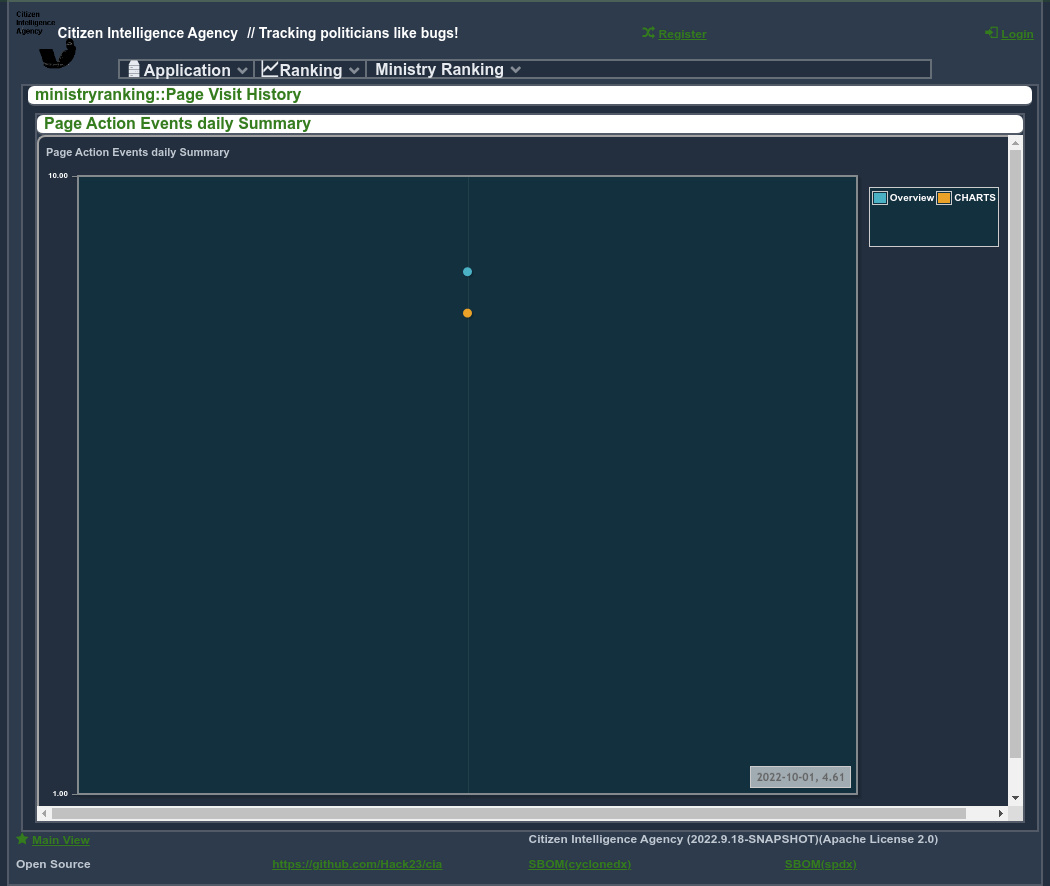 Citizen
Intelligence
Agency
Citizen Intelligence Agency // Tracking politicians like bugs!
Register
Login
Application
Ranking
Ministry Ranking
ministryranking::Page Visit History
Page Action Events daily Summary
Page Action Events daily Summary
10.00
Overview CHARTS
2022-10-01, 4.61
1.00
Main View
Citizen Intelligence Agency (2022.9.18-SNAPSHOT)(Apache License 2.0)
Open Source
https://github.com/Hack23/cia
SBOM(cyclonedx)
SBOM(spdx)